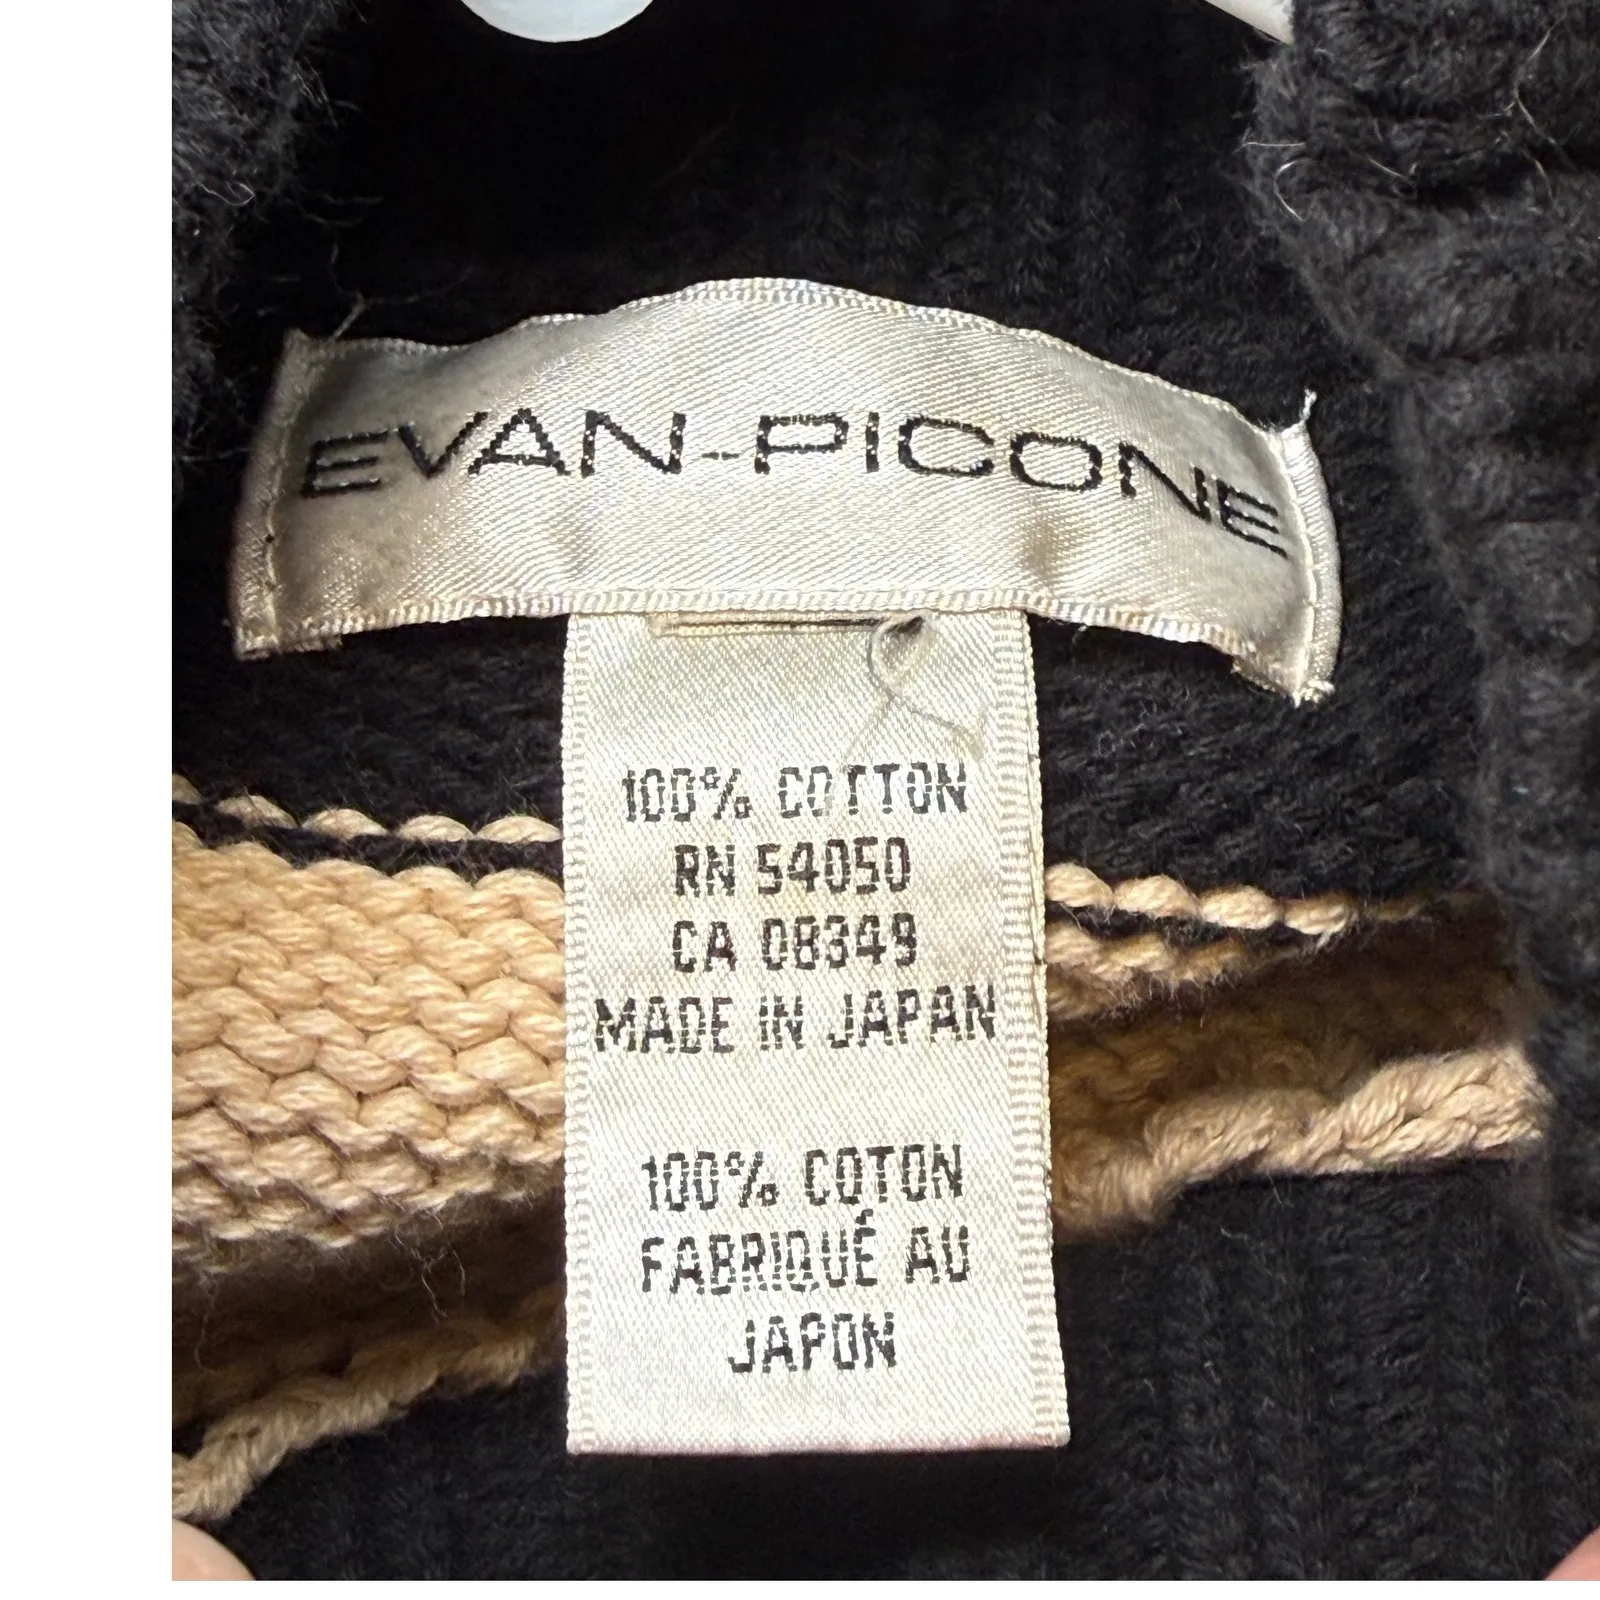 EVAN-PICONE
100% COTTON
RN 54050
CA 08349
MADE IN JAPAN
100% COTON
FABRIQUÉ AU
JAPON